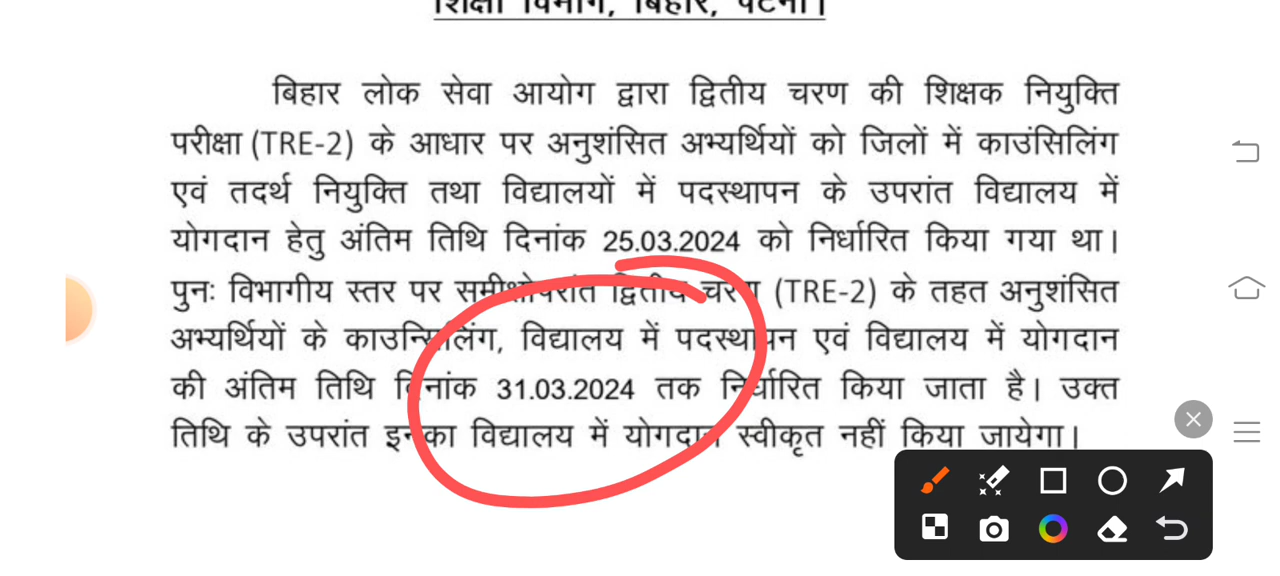 शिक्षा विभाग, बिहार, पटना।
बिहार लोक सेवा आयोग द्वारा द्वितीय चरण की शिक्षक नियुक्ति
परीक्षा (TRE-2) के आधार पर अनुशंसित अभ्यर्थियों को जिलों में काउंसिलिंग
एवं तदर्थ नियुक्ति तथा विद्यालयों में पदस्थापन के उपरांत विद्यालय में
योगदान हेतु अंतिम तिथि दिनांक 25.03.2024 को निर्धारित किया गया था।
पुनः विभागीय स्तर पर समीक्षोपरांत द्वितीय चरण (TRE-2) के तहत अनुशंसित
अभ्यर्थियों के काउन्सिलिंग, विद्यालय में पदस्थापन एवं विद्यालय में योगदान
की अंतिम तिथि दिनांक 31.03.2024 तक निर्धारित किया जाता है। उक्त
तिथि के उपरांत इनका विद्यालय में योगदान स्वीकृत नहीं किया जायेगा।